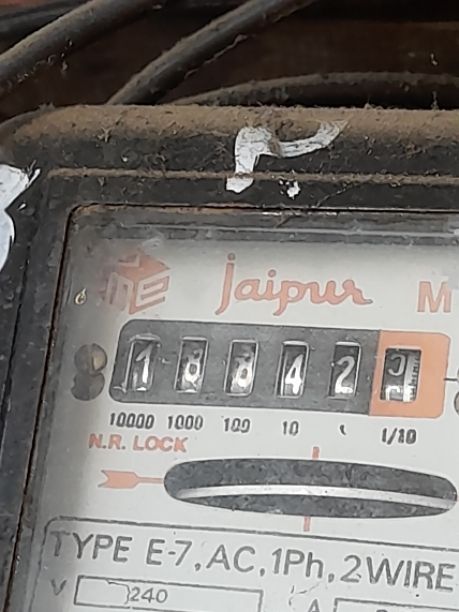 jaipur M
1 8 8 4 2
10000 1000 100 10 1 1/10
N.R. LOCK
TYPE E-7, AC, 1Ph, 2WIRE
V 240 A